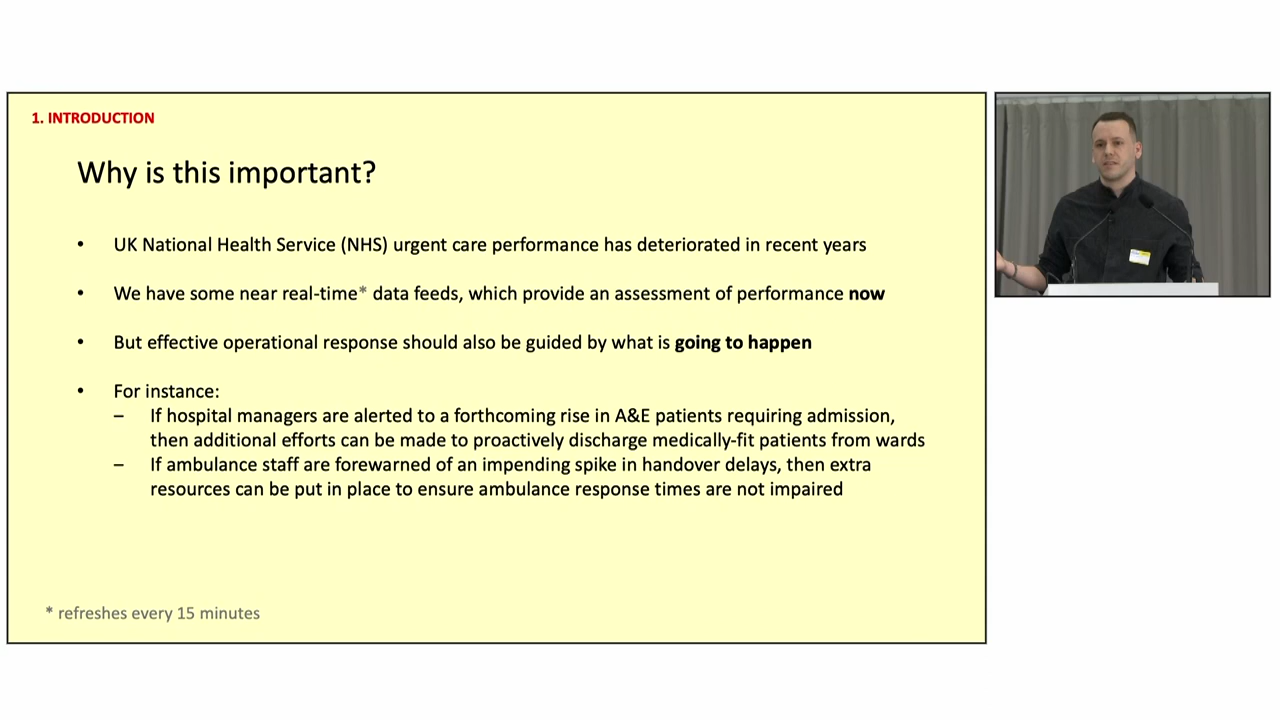 1. INTRODUCTION
Why is this important?
• UK National Health Service (NHS) urgent care performance has deteriorated in recent years
• We have some near real-time* data feeds, which provide an assessment of performance now
• But effective operational response should also be guided by what is going to happen
• For instance:
– If hospital managers are alerted to a forthcoming rise in A&E patients requiring admission,
then additional efforts can be made to proactively discharge medically-fit patients from wards
– If ambulance staff are forewarned of an impending spike in handover delays, then extra
resources can be put in place to ensure ambulance response times are not impaired
* refreshes every 15 minutes